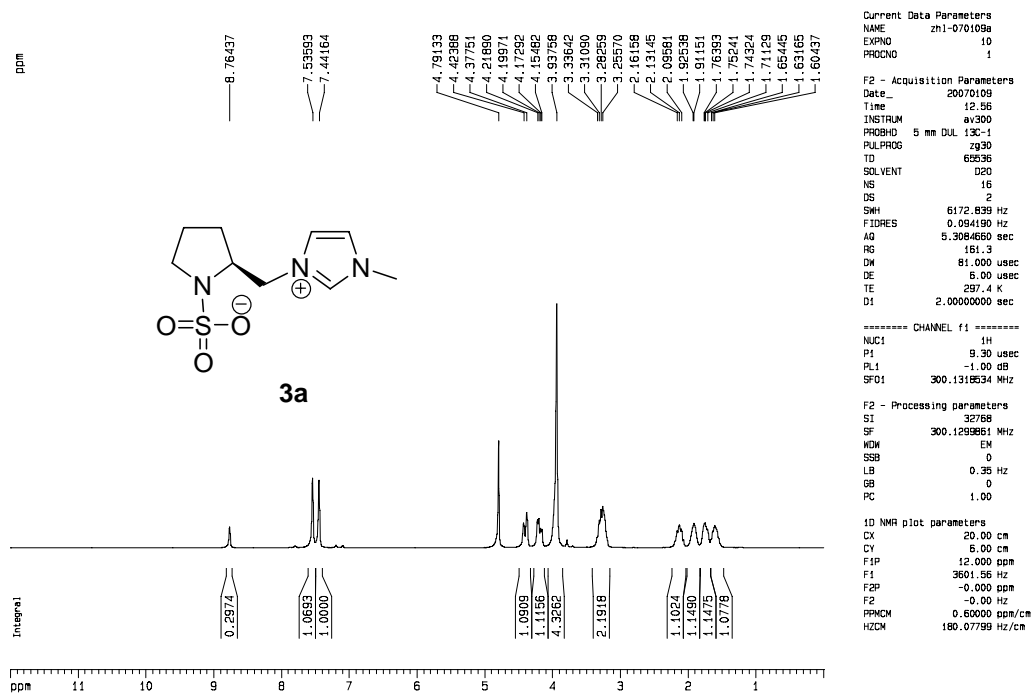 ppm
8.76437
7.53593
7.44164
4.79133
4.42388
4.37751
4.21890
4.19971
4.17292
4.15482
3.93758
3.33642
3.31090
3.28259
3.25570
2.16158
2.13145
2.09581
1.92538
1.91151
1.76393
1.75241
1.74324
1.71129
1.65445
1.63165
1.60437
N
N
⊕
N
O=S-O
⊖
O
3a
Integral
0.2974
1.0693
1.0000
1.0909
1.1156
4.3262
2.1918
1.1024
1.1490
1.1475
1.0778
ppm 11 10 9 8 7 6 5 4 3 2 1
Current Data Parameters
NAME zhl-070109a
EXPNO 10
PROCNO 1
F2 - Acquisition Parameters
Date_ 20070109
Time 12.56
INSTRUM av300
PROBHD 5 mm DUL 13C-1
PULPROG zg30
TD 65536
SOLVENT D2O
NS 16
DS 2
SWH 6172.839 Hz
FIDRES 0.094190 Hz
AQ 5.3084660 sec
RG 161.3
DW 81.000 usec
DE 6.00 usec
TE 297.4 K
D1 2.00000000 sec
======== CHANNEL f1 ========
NUC1 1H
P1 9.30 usec
PL1 -1.00 dB
SFO1 300.1318534 MHz
F2 - Processing parameters
SI 32768
SF 300.1299861 MHz
WDW EM
SSB 0
LB 0.35 Hz
GB 0
PC 1.00
1D NMR plot parameters
CX 20.00 cm
CY 6.00 cm
F1P 12.000 ppm
F1 3601.56 Hz
F2P -0.000 ppm
F2 -0.00 Hz
PPMCM 0.60000 ppm/cm
HZCM 180.07799 Hz/cm